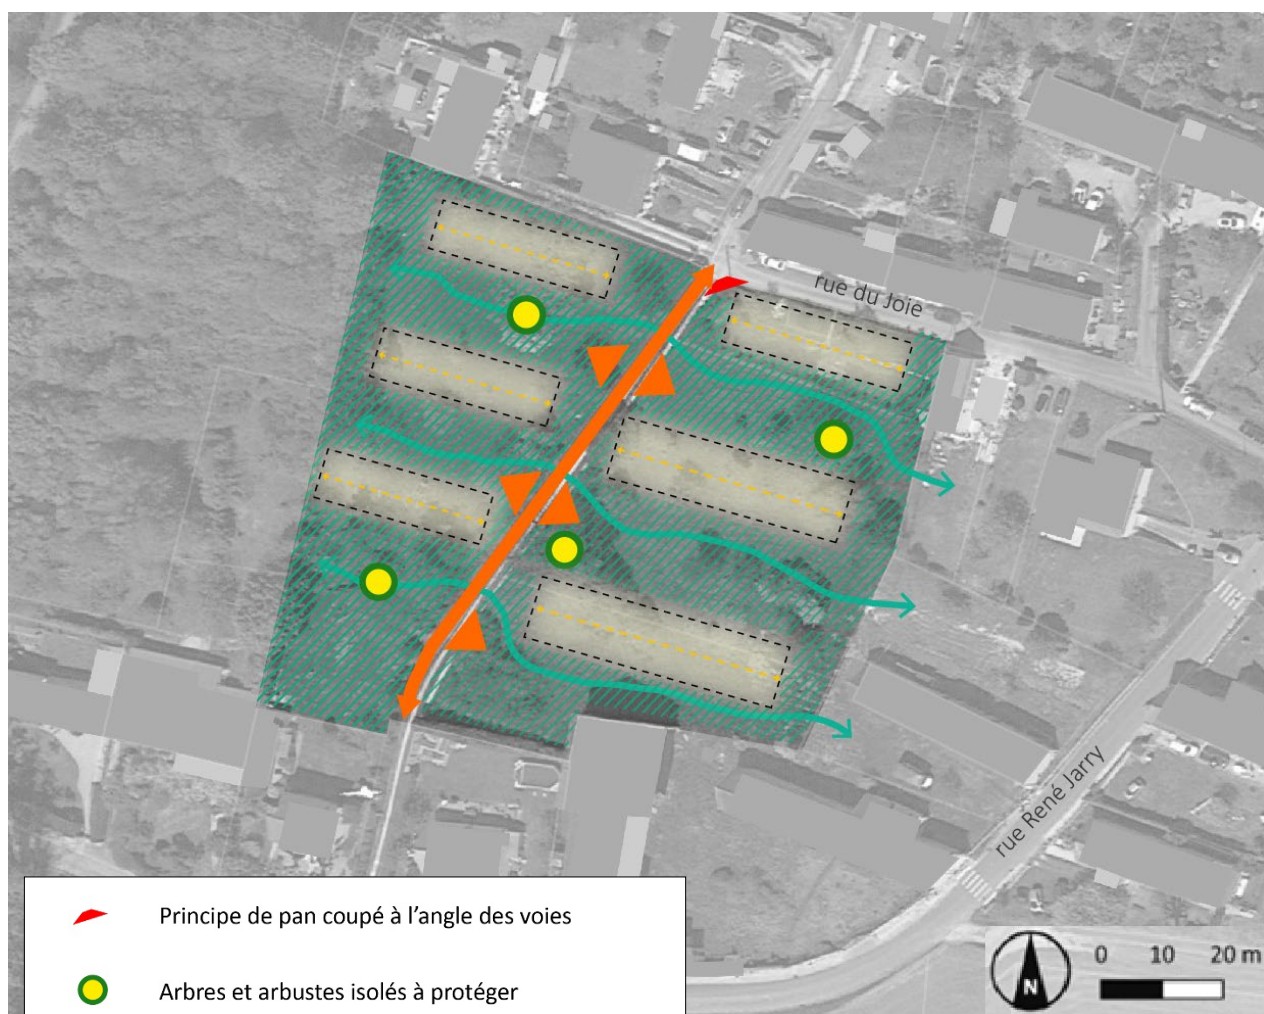 rue du Joie
rue René Jarry
Principe de pan coupé à l'angle des voies
Arbres et arbustes isolés à protéger
N
0 10 20 m